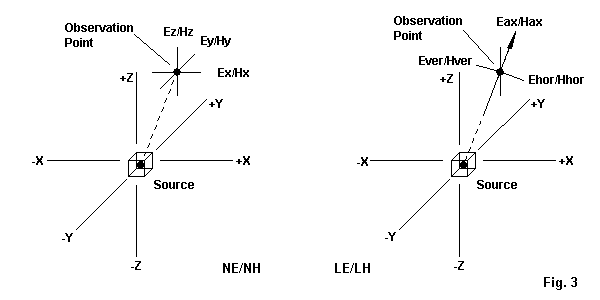 Observation
Point
Ez/Hz
Ey/Hy
Ex/Hx
+Z
+Y
-X
+X
Source
-Y
-Z
NE/NH
Observation
Point
Eax/Hax
Ever/Hver
Ehor/Hhor
+Z
+Y
-X
+X
Source
-Y
-Z
LE/LH
Fig. 3